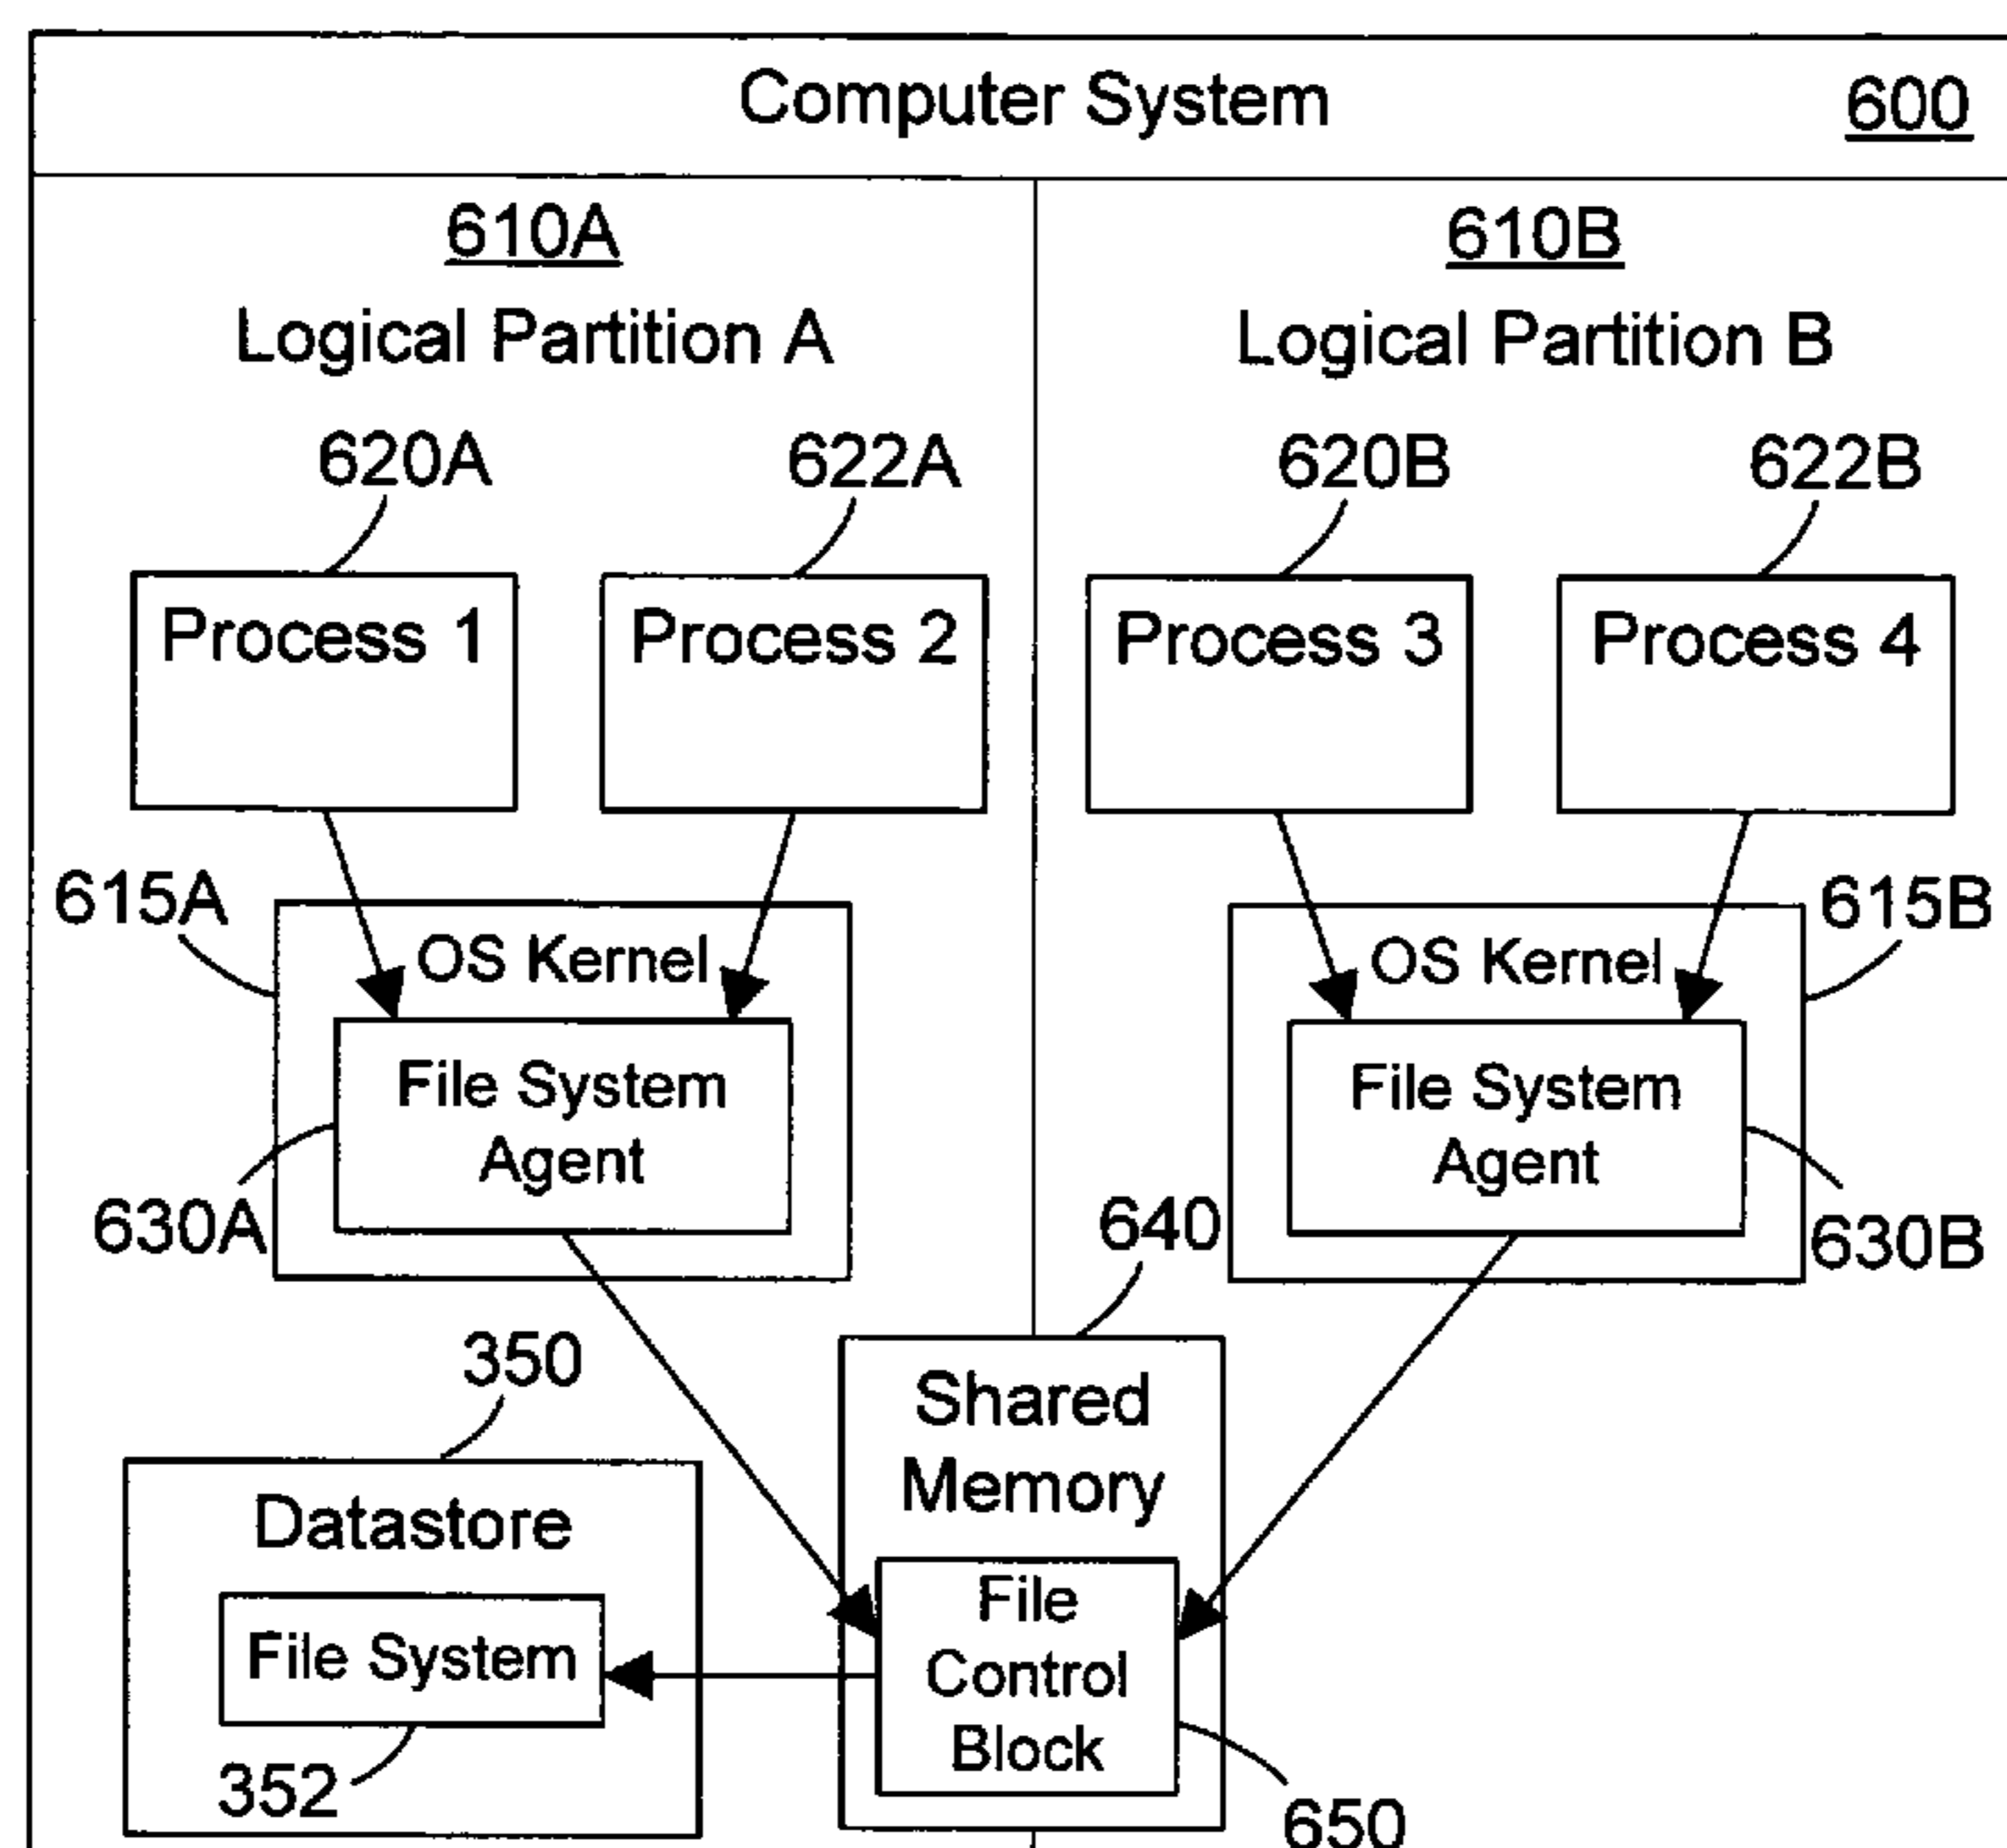 Computer System 600
610A 610B
Logical Partition A Logical Partition B
620A 622A 620B 622B
Process 1 Process 2 Process 3 Process 4
615A 615B
OS Kernel OS Kernel
File System
Agent
File System
Agent
630A 640 630B
350
Shared
Memory
Datastore
File System
File
Control
Block
352
650